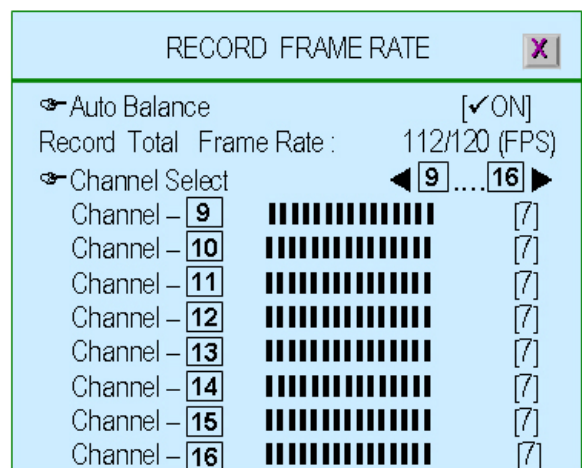 RECORD FRAME RATE X
☞Auto Balance [✔ON]
Record Total Frame Rate : 112/120 (FPS)
☞Channel Select ◀ 9 .... 16 ▶
Channel – 9 [7]
Channel – 10 [7]
Channel – 11 [7]
Channel – 12 [7]
Channel – 13 [7]
Channel – 14 [7]
Channel – 15 [7]
Channel – 16 [7]